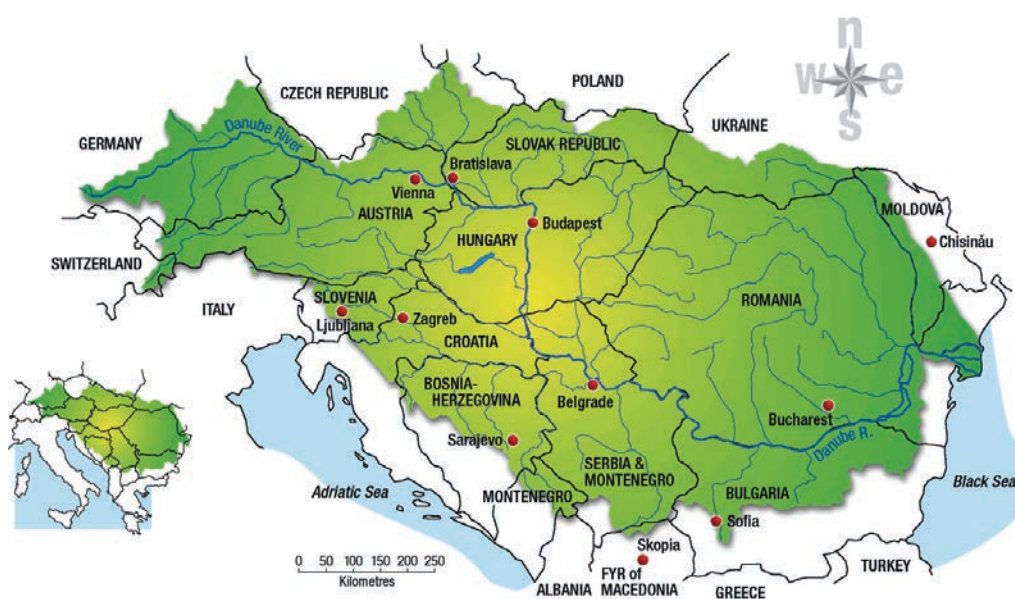 n
w e
s
POLAND
CZECH REPUBLIC
UKRAINE
GERMANY
Danube River
SLOVAK REPUBLIC
Bratislava
Vienna
MOLDOVA
AUSTRIA
Budapest
HUNGARY
Chisinău
SWITZERLAND
ITALY
SLOVENIA
ROMANIA
Ljubljana
Zagreb
CROATIA
BOSNIA-
HERZEGOVINA
Belgrade
Bucharest
Sarajevo
Danube R.
SERBIA &
MONTENEGRO
Adriatic Sea
MONTENEGRO
BULGARIA
Black Sea
Sofia
Skopia
0 50 100 150 200 250
Kilometres
ALBANIA
FYR of
MACEDONIA
GREECE
TURKEY